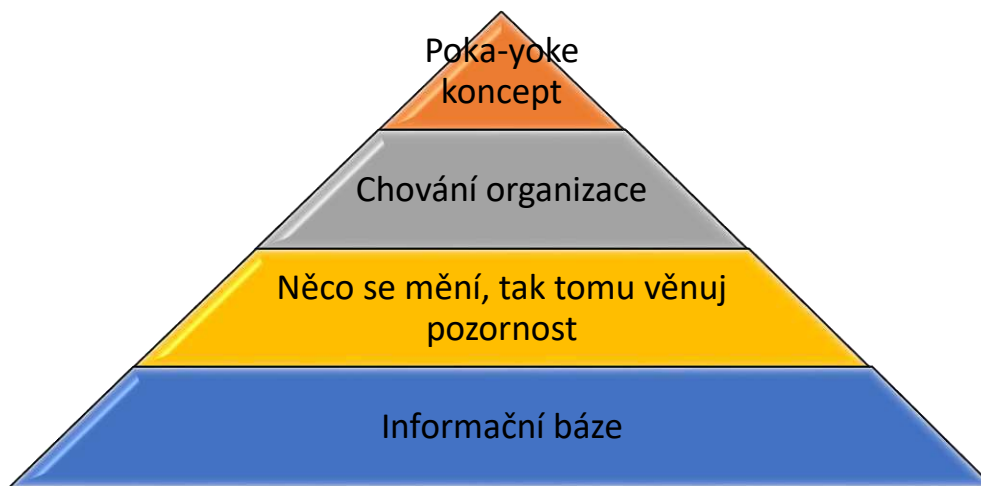 Poka-yoke
koncept
Chování organizace
Něco se mění, tak tomu věnuj
pozornost
Informační báze